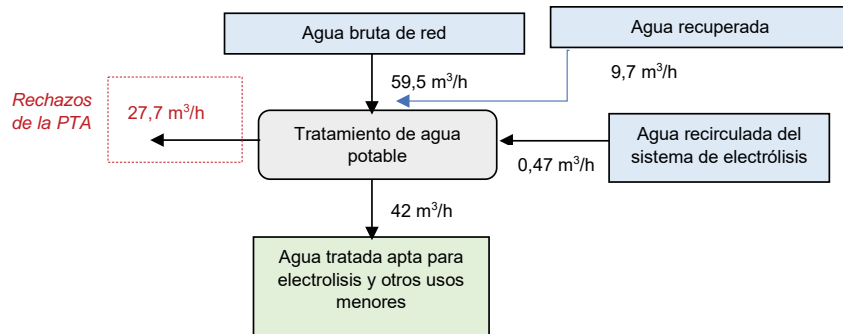 Agua bruta de red
Agua recuperada
59,5 m³/h
9,7 m³/h
Rechazos
de la PTA
27,7 m³/h
Tratamiento de agua
potable
0,47 m³/h
Agua recirculada del
sistema de electrólisis
42 m³/h
Agua tratada apta para
electrolisis y otros usos
menores